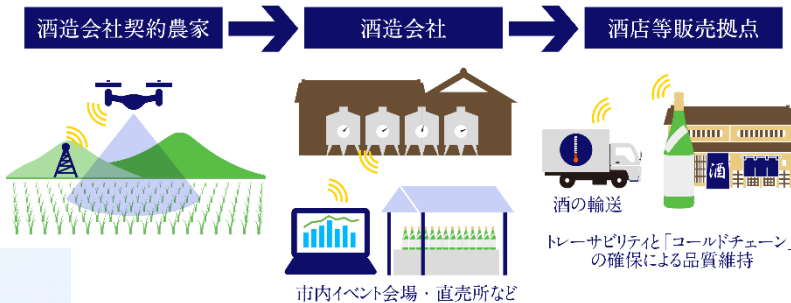 酒造会社契約農家
酒造会社
酒店等販売拠点
酒
酒の輸送
トレーサビリティと「コールドチェーン」
の確保による品質維持
市内イベント会場・直売所など